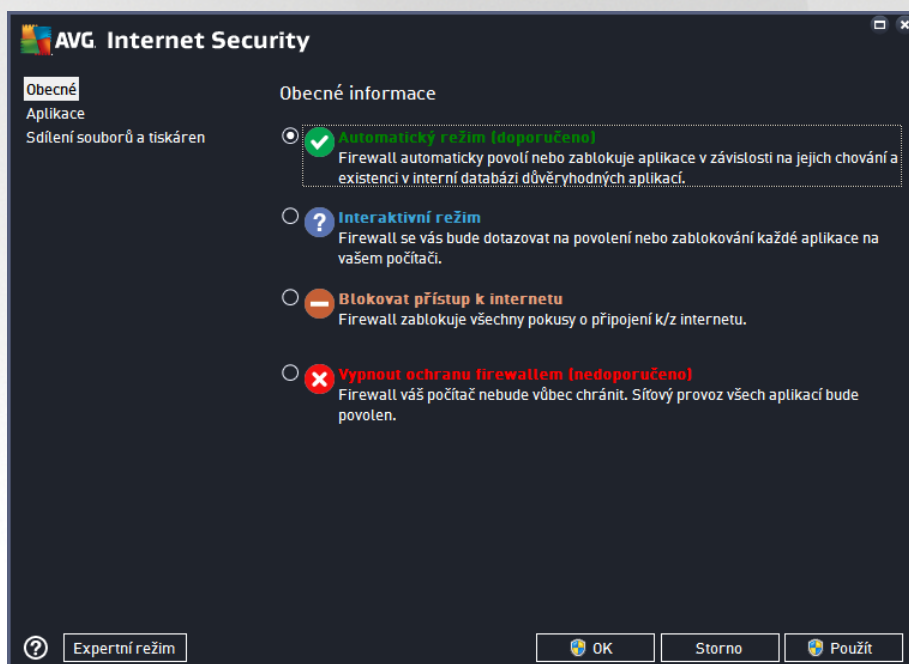 AVG Internet Security
Obecné
Aplikace
Sdílení souborů a tiskáren
Obecné informace
Automatický režim (doporučeno)
Firewall automaticky povolí nebo zablokuje aplikace v závislosti na jejich chování a
existenci v interní databázi důvěryhodných aplikací.
Interaktivní režim
Firewall se vás bude dotazovat na povolení nebo zablokování každé aplikace na
vašem počítači.
Blokovat přístup k internetu
Firewall zablokuje všechny pokusy o připojení k/z internetu.
Vypnout ochranu firewallem (nedoporučeno)
Firewall váš počítač nebude vůbec chránit. Síťový provoz všech aplikací bude
povolen.
Expertní režim
OK
Storno
Použít